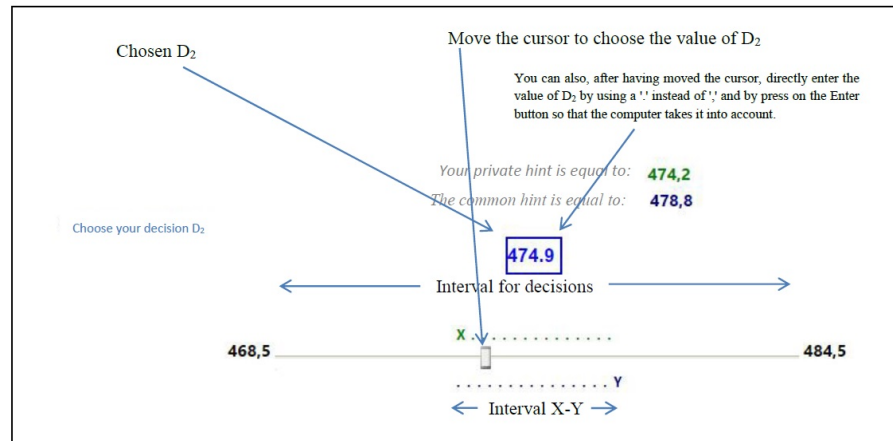 Chosen D₂
Move the cursor to choose the value of D₂
You can also, after having moved the cursor, directly enter the
value of D₂ by using a '.' instead of ',' and by press on the Enter
button so that the computer takes it into account.
Your private hint is equal to: 474,2
The common hint is equal to: 478,8
Choose your decision D₂
474.9
Interval for decisions
X . . . . . . . . . . . . . .
468,5 484,5
. . . . . . . . . . . . . . . Y
Interval X-Y